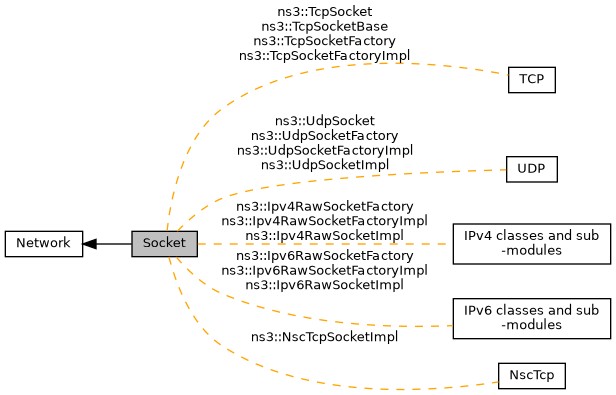 ns3::TcpSocket
ns3::TcpSocketBase
ns3::TcpSocketFactory
ns3::TcpSocketFactoryImpl
TCP
ns3::UdpSocket
ns3::UdpSocketFactory
ns3::UdpSocketFactoryImpl
ns3::UdpSocketImpl
UDP
ns3::Ipv4RawSocketFactory
ns3::Ipv4RawSocketFactoryImpl
ns3::Ipv4RawSocketImpl
Network
Socket
IPv4 classes and sub
-modules
ns3::Ipv6RawSocketFactory
ns3::Ipv6RawSocketFactoryImpl
ns3::Ipv6RawSocketImpl
IPv6 classes and sub
-modules
ns3::NscTcpSocketImpl
NscTcp